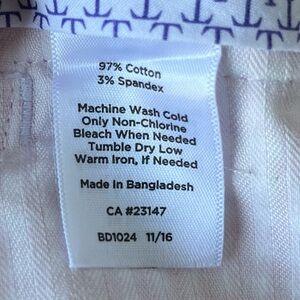 97% Cotton
3% Spandex
Machine Wash Cold
Only Non-Chlorine
Bleach When Needed
Tumble Dry Low
Warm Iron, If Needed
Made in Bangladesh
CA #23147
BD1024 11/16